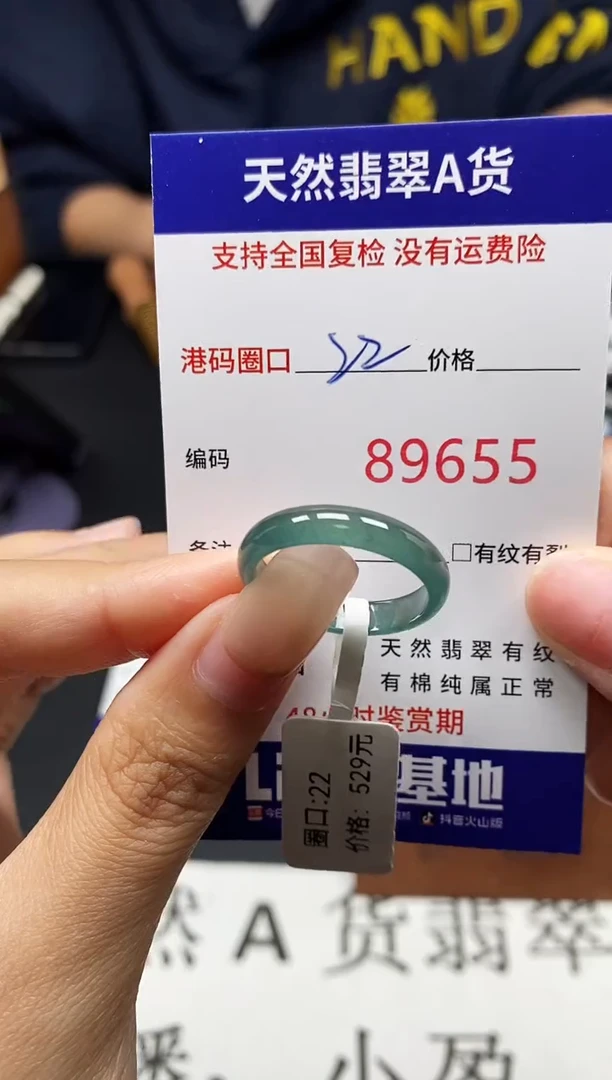 HAND
天然翡翠A货
支持全国复检 没有运费险
港码圈口 22 价格
编码 89655
备注 □有纹有裂
天然翡翠有纹
有棉纯属正常
时鉴赏期
基地
抖音火山版
圈口:22
价格: 529元
然 A 货翡翠
小